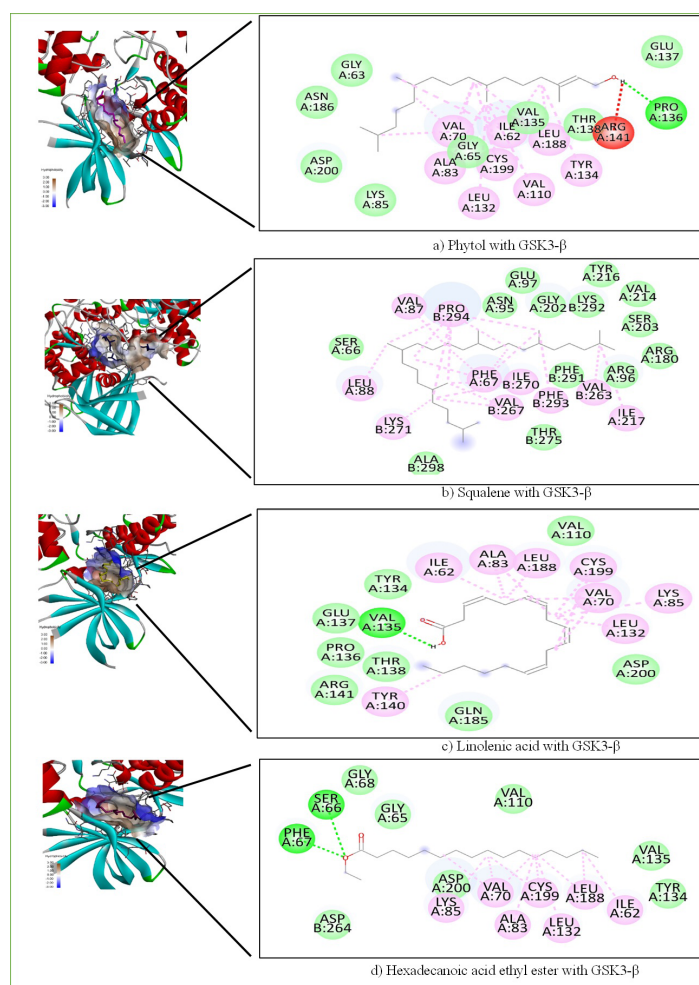 GLY
A:63
GLU
A:137
ASN
A:186
PRO
A:136
VAL
A:135
THR
A:138
ARG
A:141
VAL
A:70
ILE
A:62
LEU
A:188
GLY
A:65
ASP
A:200
ALA
A:83
CYS
A:199
TYR
A:134
LYS
A:85
VAL
A:110
LEU
A:132
a) Phytol with GSK3-β
GLU
A:97
TYR
A:216
VAL
A:87
PRO
B:294
ASN
A:95
GLY
A:202
LYS
B:292
VAL
A:214
SER
A:203
SER
A:66
ARG
A:180
LEU
A:88
PHE
A:67
ILE
B:270
PHE
B:291
ARG
A:96
VAL
B:263
PHE
B:293
VAL
B:267
ILE
A:217
LYS
B:271
THR
B:275
ALA
B:298
b) Squalene with GSK3-β
VAL
A:110
ILE
A:62
ALA
A:83
LEU
A:188
CYS
A:199
TYR
A:134
VAL
A:70
LYS
A:85
GLU
A:137
VAL
A:135
LEU
A:132
PRO
A:136
THR
A:138
ASP
A:200
ARG
A:141
TYR
A:140
GLN
A:185
c) Linolenic acid with GSK3-β
GLY
A:68
SER
A:66
VAL
A:110
GLY
A:65
PHE
A:67
VAL
A:135
ASP
A:200
LYS
A:85
VAL
A:70
CYS
A:199
LEU
A:188
TYR
A:134
ILE
A:62
ASP
B:264
ALA
A:83
LEU
A:132
d) Hexadecanoic acid ethyl ester with GSK3-β